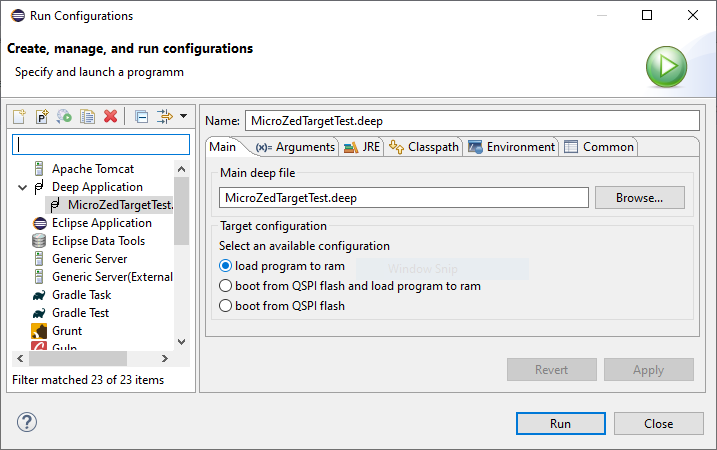 Run Configurations
Create, manage, and run configurations
Specify and launch a programm
Name: MicroZedTargetTest.deep
Main (x)= Arguments JRE Classpath Environment Common
Apache Tomcat
Deep Application
MicroZedTargetTest.
Eclipse Application
Eclipse Data Tools
Generic Server
Generic Server(External
Gradle Task
Gradle Test
Grunt
Gulp
Filter matched 23 of 23 items
Main deep file
MicroZedTargetTest.deep Browse...
Target configuration
Select an available configuration
load program to ram
Window Snip
boot from QSPI flash and load program to ram
boot from QSPI flash
Revert Apply
Run Close